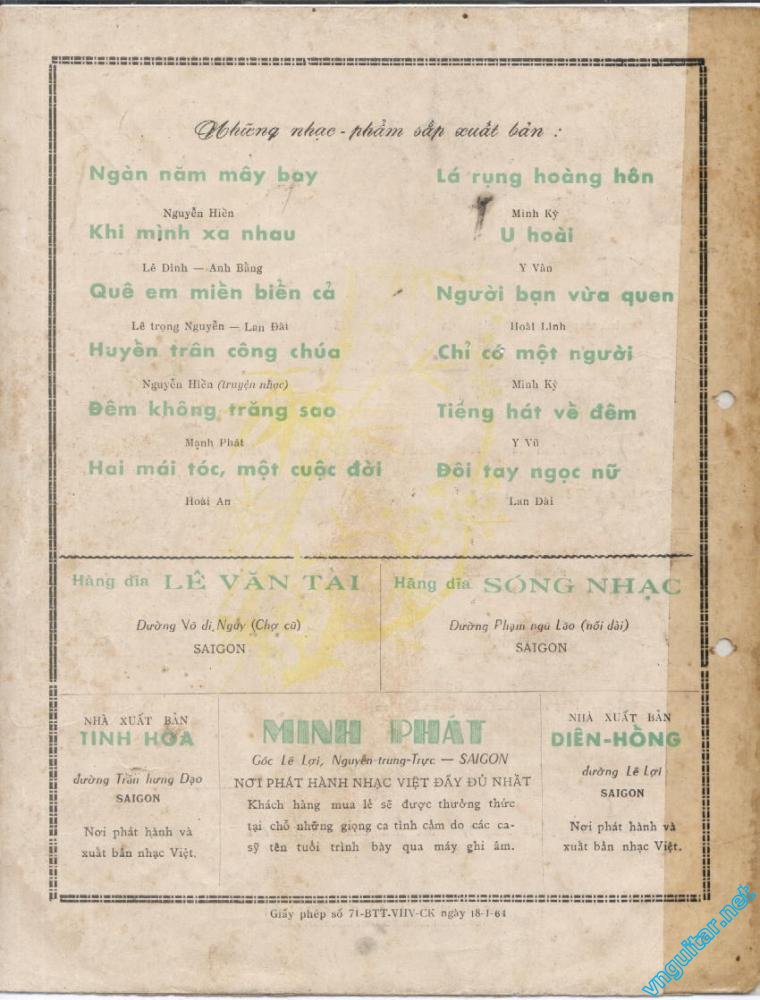 Những nhạc - phẩm sắp xuất bản :
Ngàn năm mây bay
Nguyễn Hiền
Khi mình xa nhau
Lê Dinh — Anh Bằng
Quê em miền biển cả
Lê trọng Nguyễn — Lan Đài
Huyền trân công chúa
Nguyễn Hiền (truyện nhạc)
Đêm không trăng sao
Mạnh Phát
Hai mái tóc, một cuộc đời
Hoài An
Lá rụng hoàng hôn
Minh Kỳ
U hoài
Y Vân
Người bạn vừa quen
Hoài Linh
Chỉ có một người
Minh Kỳ
Tiếng hát về đêm
Y Vũ
Đôi tay ngọc nữ
Lan Đài
Hàng dĩa LÊ VĂN TÀI
Đường Võ di Nguy (Chợ cũ)
SAIGON
Hãng dĩa SÓNG NHẠC
Đường Phạm ngũ Lão (nối dài)
SAIGON
NHÀ XUẤT BẢN
TINH HOA
đường Trần hưng Đạo
SAIGON
Nơi phát hành và
xuất bản nhạc Việt.
MINH PHÁT
Góc Lê Lợi, Nguyễn-trung-Trực — SAIGON
NƠI PHÁT HÀNH NHẠC VIỆT ĐẦY ĐỦ NHẤT
Khách hàng mua lẻ sẽ được thưởng thức
tại chỗ những giọng ca tình cảm do các ca-
sỹ tên tuổi trình bày qua máy ghi âm.
NHÀ XUẤT BẢN
DIÊN-HỒNG
đường Lê Lợi
SAIGON
Nơi phát hành và
xuất bản nhạc Việt.
Giấy phép số 71-BTT-VHV-CK ngày 18-1-64
vnguitar.net